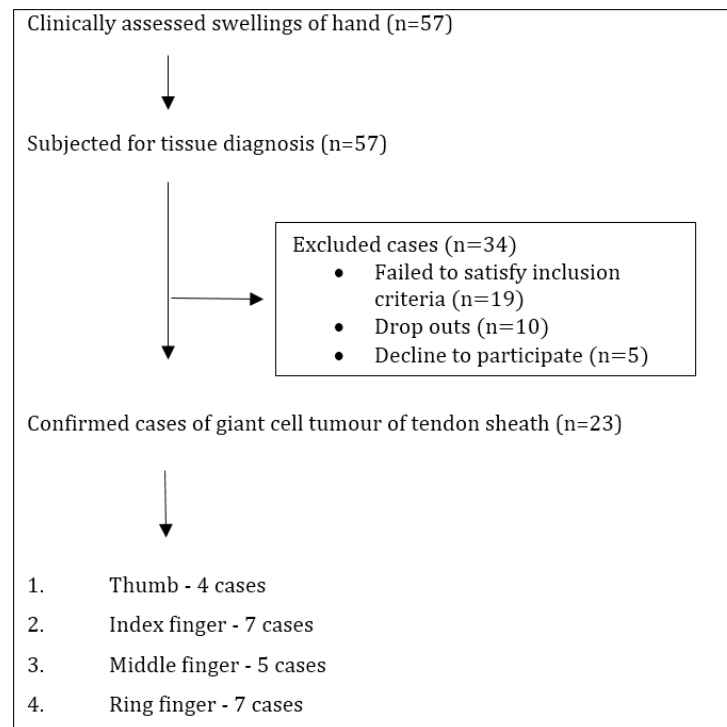 Clinically assessed swellings of hand (n=57)
Subjected for tissue diagnosis (n=57)
Excluded cases (n=34)
• Failed to satisfy inclusion
criteria (n=19)
• Drop outs (n=10)
• Decline to participate (n=5)
Confirmed cases of giant cell tumour of tendon sheath (n=23)
1. Thumb - 4 cases
2. Index finger - 7 cases
3. Middle finger - 5 cases
4. Ring finger - 7 cases